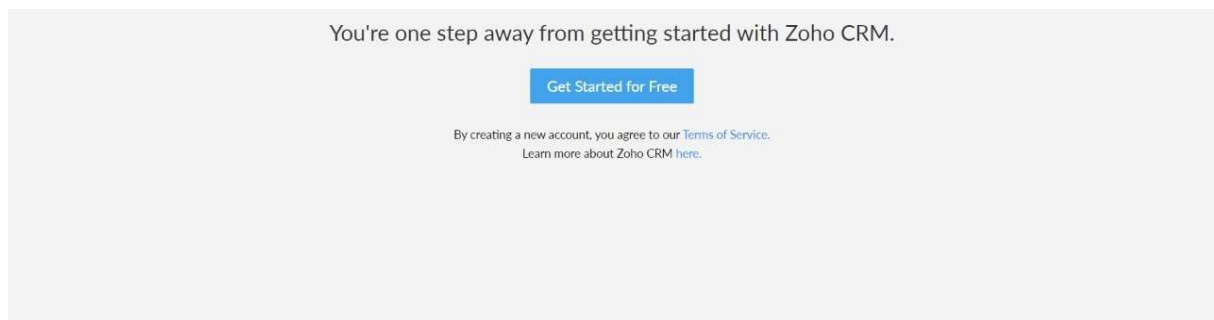 You're one step away from getting started with Zoho CRM.
Get Started for Free
By creating a new account, you agree to our Terms of Service.
Learn more about Zoho CRM here.